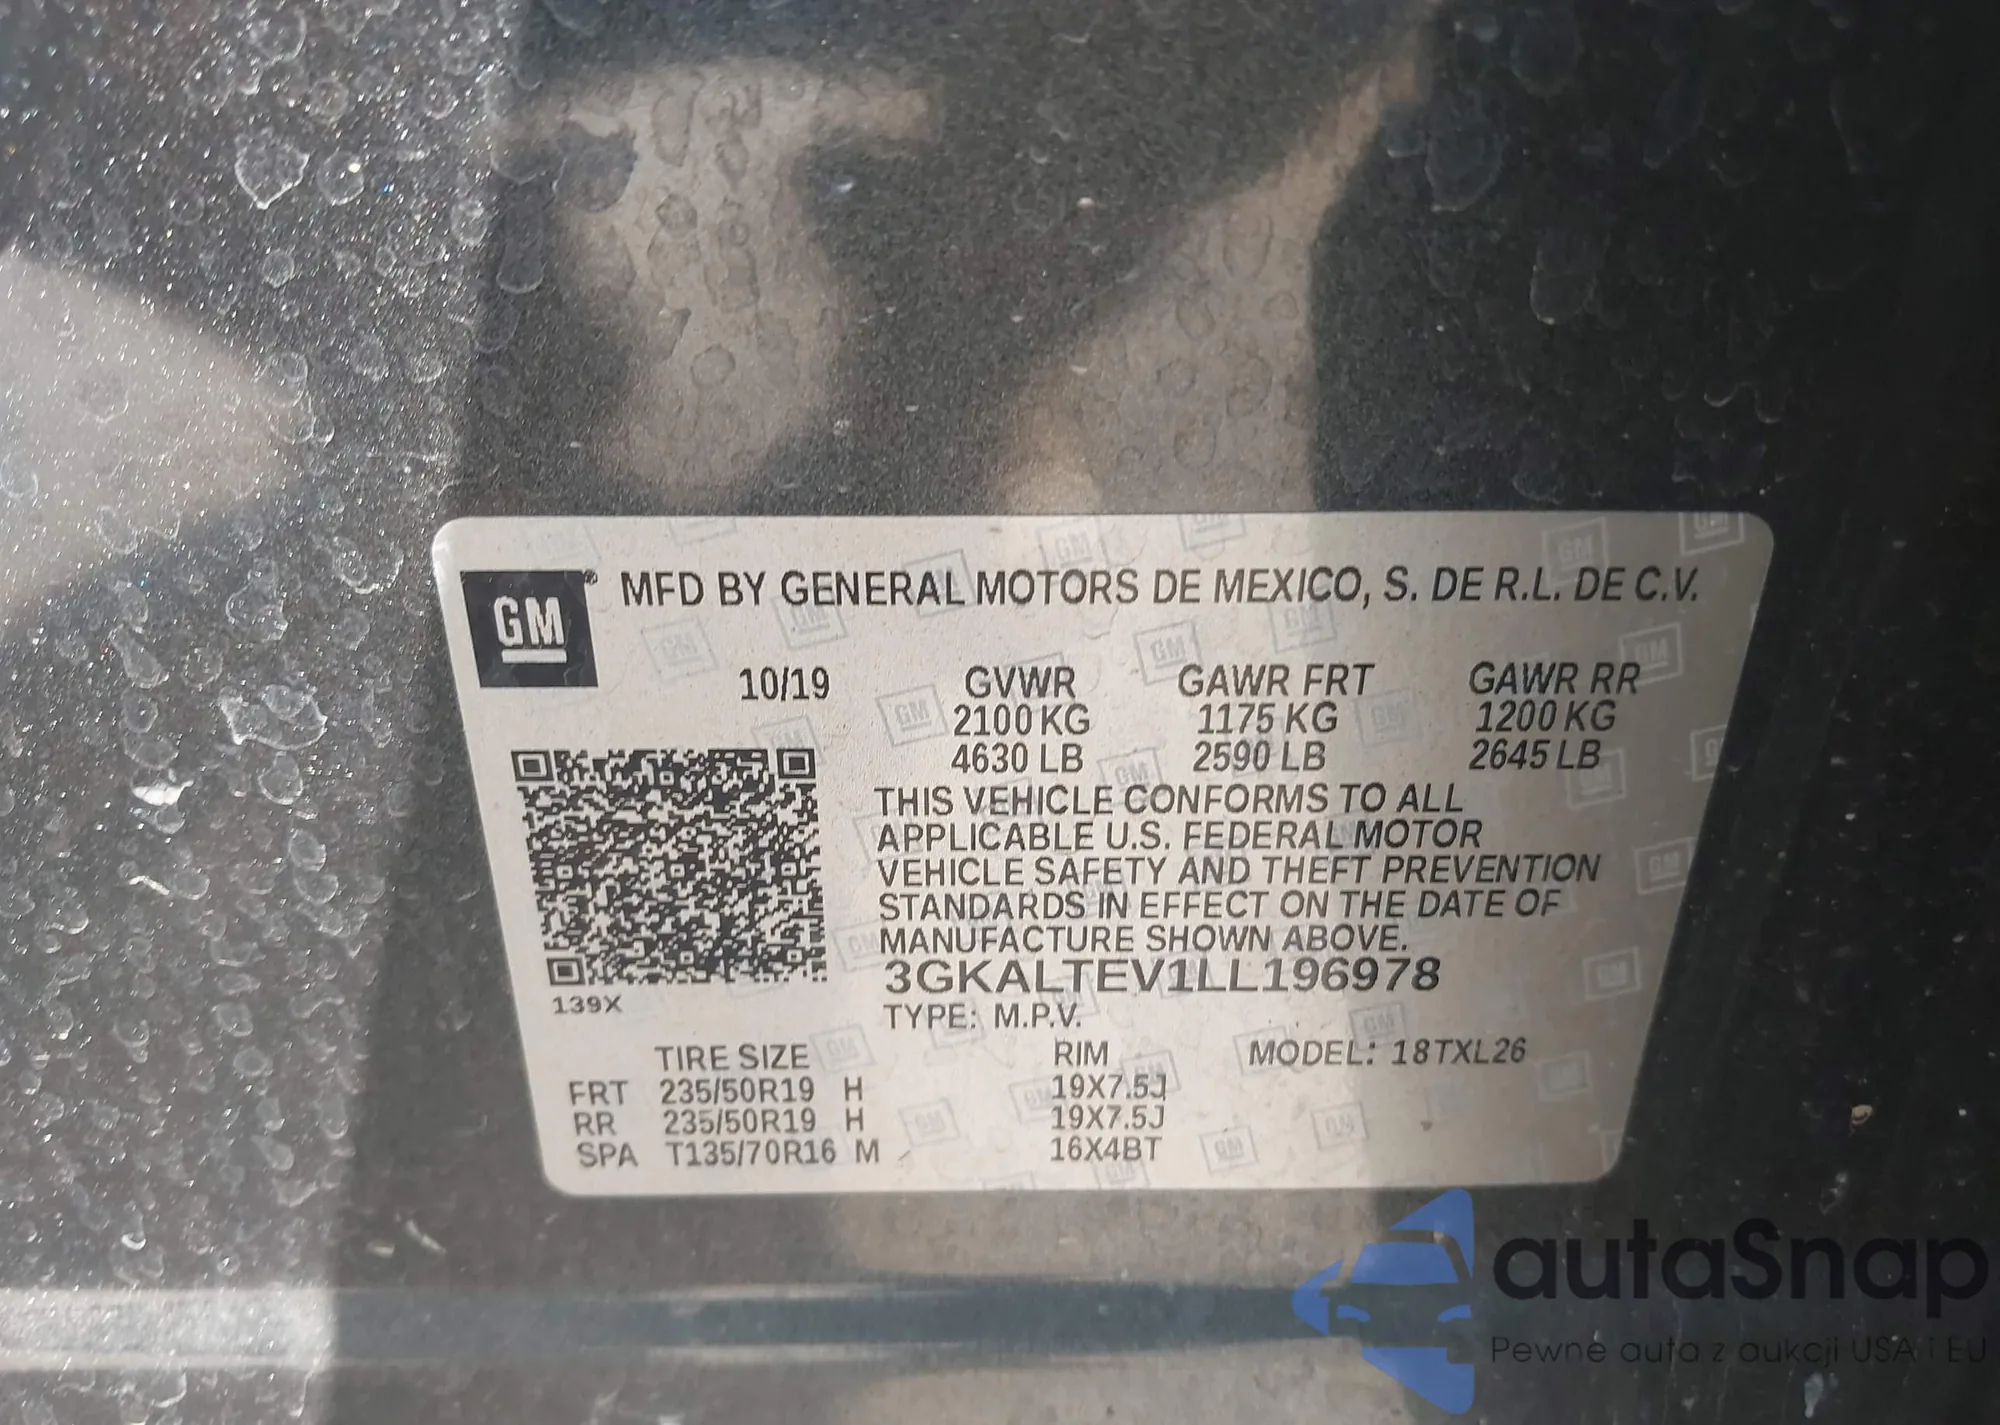 GM® MFD BY GENERAL MOTORS DE MEXICO, S. DE R.L. DE C.V.
10/19 GVWR GAWR FRT GAWR RR
2100 KG 1175 KG 1200 KG
4630 LB 2590 LB 2645 LB
THIS VEHICLE CONFORMS TO ALL
APPLICABLE U.S. FEDERAL MOTOR
VEHICLE SAFETY AND THEFT PREVENTION
STANDARDS IN EFFECT ON THE DATE OF
MANUFACTURE SHOWN ABOVE.
3GKALTEV1LL196978
139X
TYPE: M.P.V.
TIRE SIZE RIM MODEL: 18TXL26
FRT 235/50R19 H 19X7.5J
RR 235/50R19 H 19X7.5J
SPA T135/70R16 M 16X4BT
autaSnap
Pewne auta z aukcji USA i EU